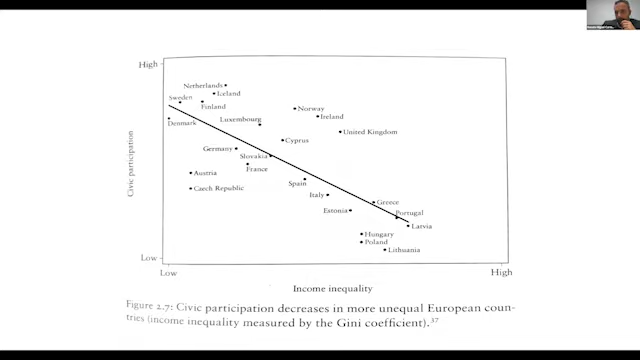 High
Netherlands
Iceland
Sweden
Finland
Norway
Denmark
Luxembourg
Ireland
United Kingdom
Cyprus
Germany
Slovakia
France
Austria
Spain
Czech Republic
Italy
Greece
Estonia
Portugal
Latvia
Hungary
Poland
Lithuania
Civic participation
Low
Low
High
Income inequality
Figure 2.7: Civic participation decreases in more unequal European coun-
tries (income inequality measured by the Gini coefficient).37